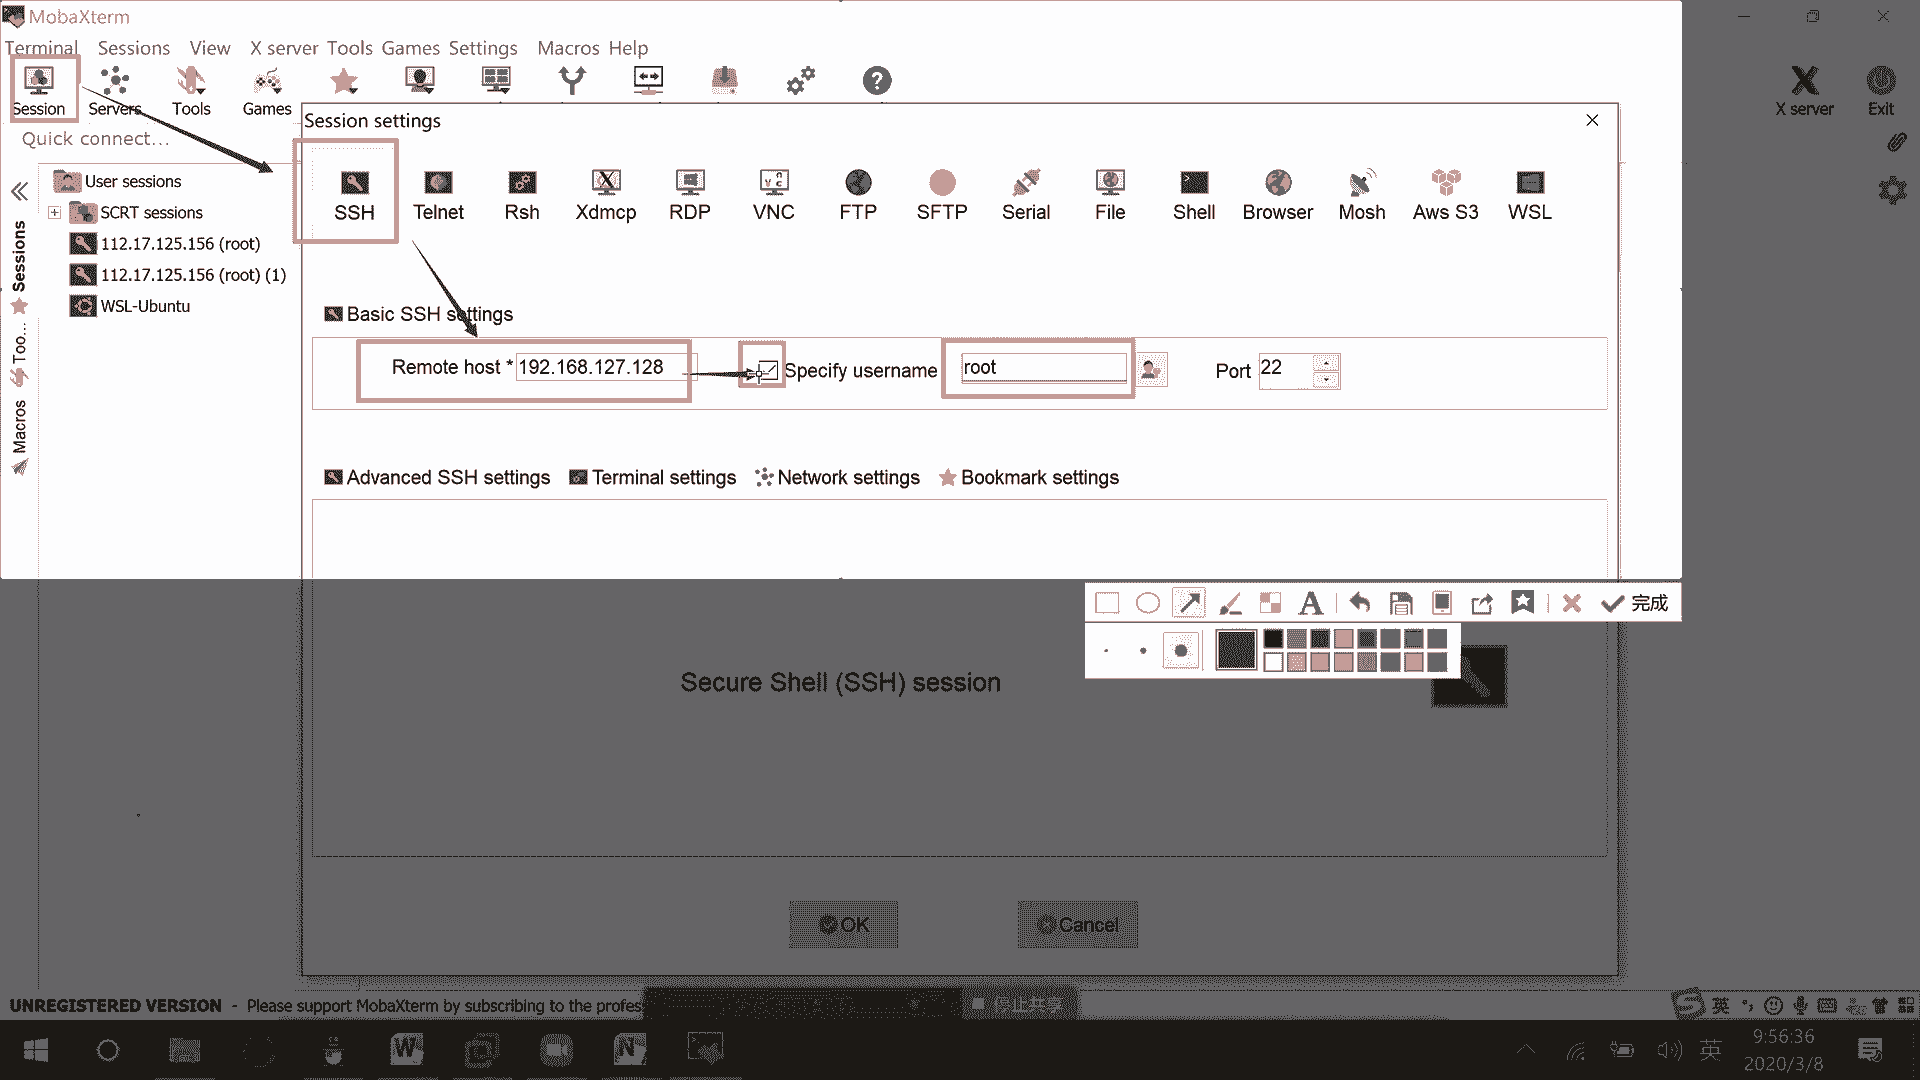 MobaXterm
Terminal Sessions View X server Tools Games Settings Macros Help
Session Servers Tools Games
X server Exit
Quick connect...
Session settings
User sessions
SCRT sessions
112.17.125.156 (root)
112.17.125.156 (root) (1)
WSL-Ubuntu
Sessions
Too...
Macros
SSH Telnet Rsh Xdmcp RDP VNC FTP SFTP Serial File Shell Browser Mosh Aws S3 WSL
Basic SSH settings
Remote host * 192.168.127.128 Specify username root Port 22
Advanced SSH settings Terminal settings Network settings Bookmark settings
完成
Secure Shell (SSH) session
OK Cancel
UNREGISTERED VERSION - Please support MobaXterm by subscribing to the profes
停止共享
英
英
9:56:36
2020/3/8